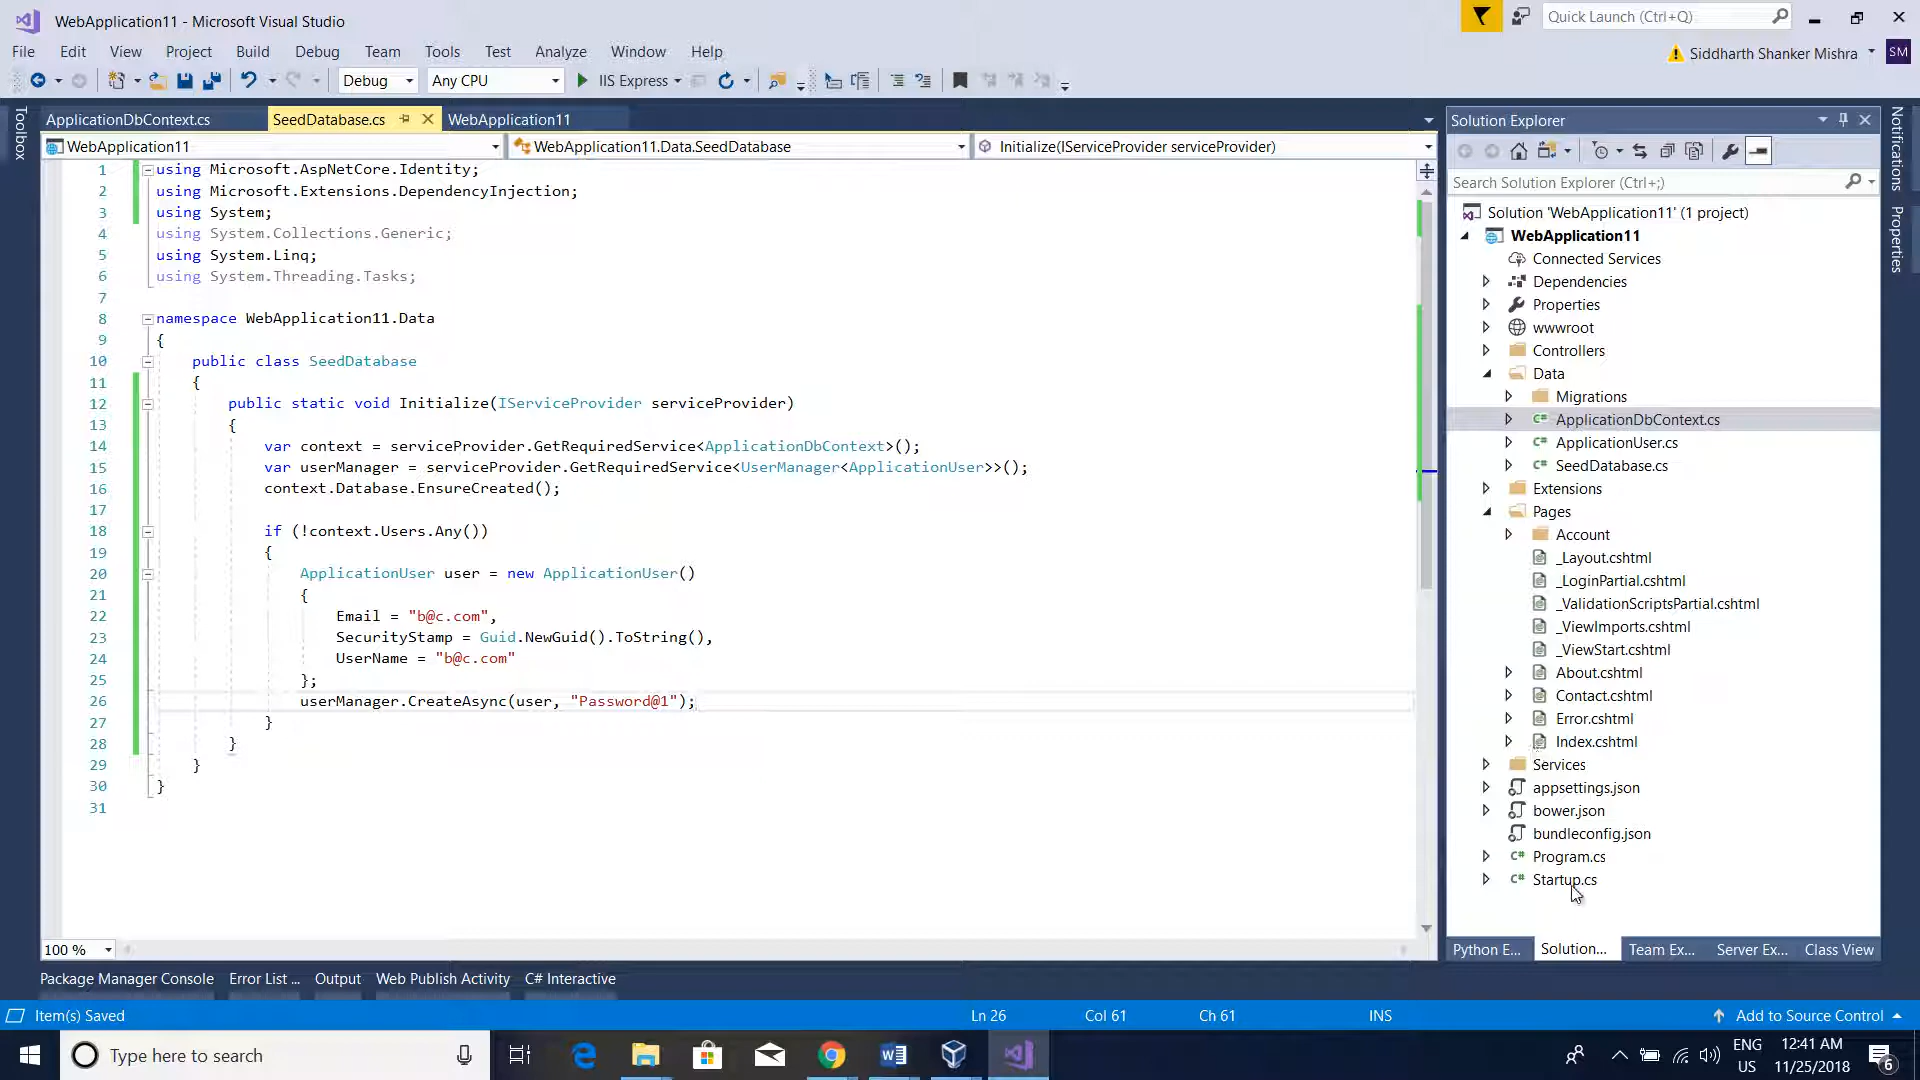 WebApplication11 - Microsoft Visual Studio
Quick Launch (Ctrl+Q)
File Edit View Project Build Debug Team Tools Test Analyze Window Help
Siddharth Shanker Mishra SM
Debug Any CPU IIS Express
Toolbox
ApplicationDbContext.cs SeedDatabase.cs WebApplication11
WebApplication11 WebApplication11.Data.SeedDatabase Initialize(IServiceProvider serviceProvider)
1 using Microsoft.AspNetCore.Identity;
2 using Microsoft.Extensions.DependencyInjection;
3 using System;
4 using System.Collections.Generic;
5 using System.Linq;
6 using System.Threading.Tasks;
7
8 namespace WebApplication11.Data
9 {
10 public class SeedDatabase
11 {
12 public static void Initialize(IServiceProvider serviceProvider)
13 {
14 var context = serviceProvider.GetRequiredService<ApplicationDbContext>();
15 var userManager = serviceProvider.GetRequiredService<UserManager<ApplicationUser>>();
16 context.Database.EnsureCreated();
17
18 if (!context.Users.Any())
19 {
20 ApplicationUser user = new ApplicationUser()
21 {
22 Email = "b@c.com",
23 SecurityStamp = Guid.NewGuid().ToString(),
24 UserName = "b@c.com"
25 };
26 userManager.CreateAsync(user, "Password@1");
27 }
28 }
29 }
30 }
31
100 %
Solution Explorer
Search Solution Explorer (Ctrl+;)
Solution 'WebApplication11' (1 project)
WebApplication11
Connected Services
Dependencies
Properties
wwwroot
Controllers
Data
Migrations
C# ApplicationDbContext.cs
C# ApplicationUser.cs
C# SeedDatabase.cs
Extensions
Pages
Account
_Layout.cshtml
_LoginPartial.cshtml
_ValidationScriptsPartial.cshtml
_ViewImports.cshtml
_ViewStart.cshtml
About.cshtml
Contact.cshtml
Error.cshtml
Index.cshtml
Services
appsettings.json
bower.json
bundleconfig.json
C# Program.cs
C# Startup.cs
Python E... Solution... Team Ex... Server Ex... Class View
Notifications
Properties
Package Manager Console Error List ... Output Web Publish Activity C# Interactive
Item(s) Saved Ln 26 Col 61 Ch 61 INS Add to Source Control
Type here to search
ENG
US
12:41 AM
11/25/2018
6